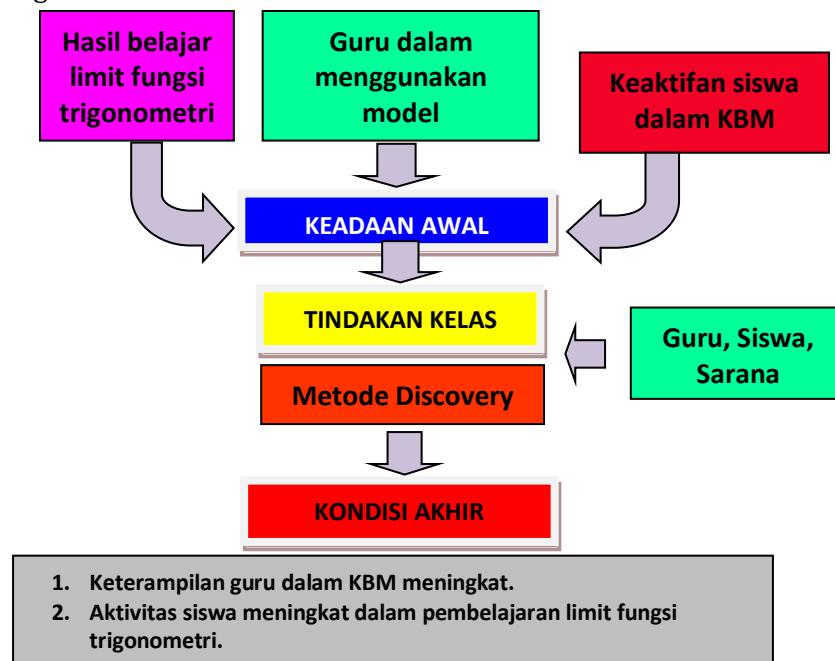 Hasil belajar
limit fungsi
trigonometri
Guru dalam
menggunakan
model
Keaktifan siswa
dalam KBM
KEADAAN AWAL
TINDAKAN KELAS
Guru, Siswa,
Sarana
Metode Discovery
KONDISI AKHIR
1. Keterampilan guru dalam KBM meningkat.
2. Aktivitas siswa meningkat dalam pembelajaran limit fungsi
trigonometri.